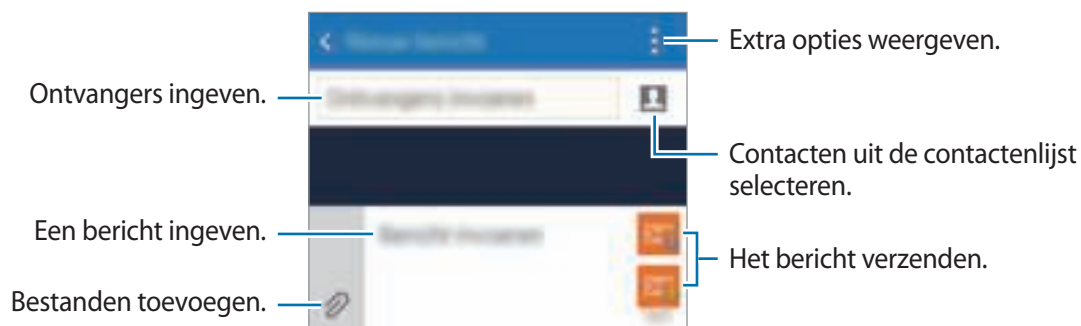 Extra opties weergeven.
Ontvangers ingeven.
Contacten uit de contactenlijst
selecteren.
Een bericht ingeven.
Het bericht verzenden.
Bestanden toevoegen.